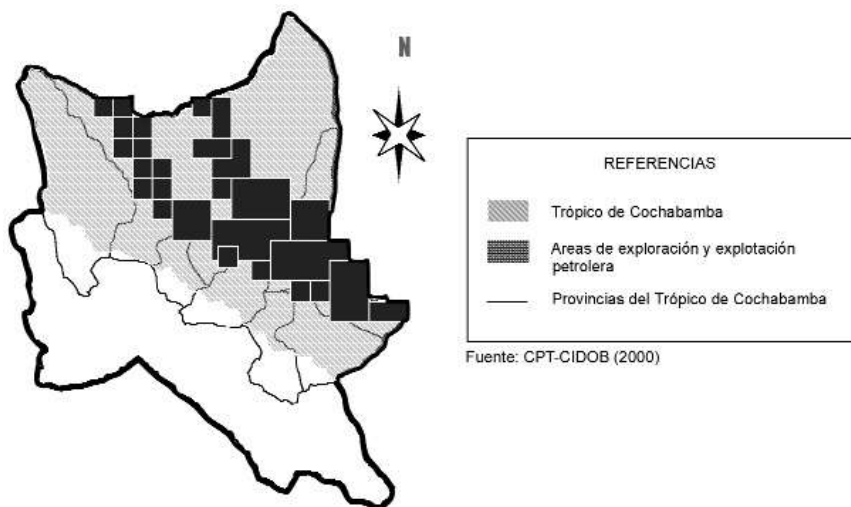 N
REFERENCIAS
Trópico de Cochabamba
Areas de exploración y explotación
petrolera
Provincias del Trópico de Cochabamba
Fuente: CPT-CIDOB (2000)